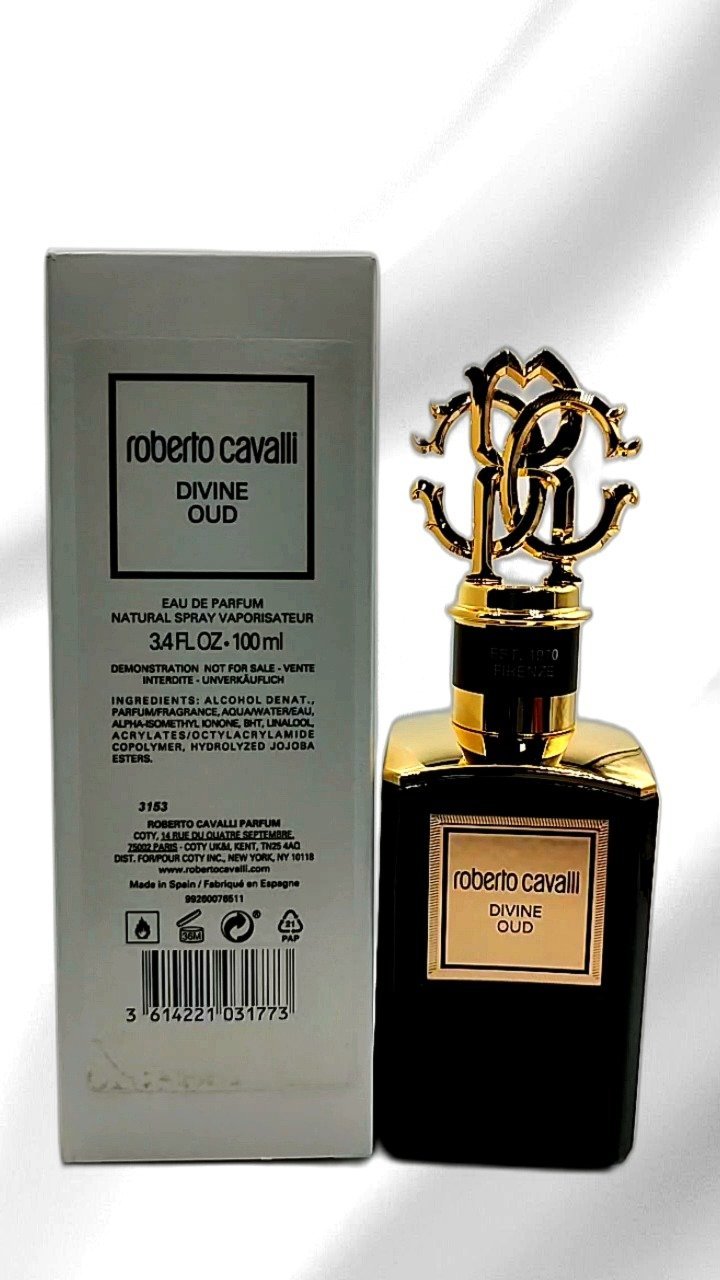 roberto cavalli
DIVINE
OUD
EAU DE PARFUM
NATURAL SPRAY VAPORISATEUR
3.4 FL.OZ • 100 ml
DEMONSTRATION NOT FOR SALE - VENTE
INTERDITE - UNVERKÄUFLICH
INGREDIENTS: ALCOHOL DENAT.,
PARFUM/FRAGRANCE, AQUA/WATER/EAU,
ALPHA-ISOMETHYL IONONE, BHT, LINALOOL,
ACRYLATES/OCTYLACRYLAMIDE
COPOLYMER, HYDROLYZED JOJOBA
ESTERS.
3153
ROBERTO CAVALLI PARFUM
COTY, 14 RUE DU QUATRE SEPTEMBRE,
75002 PARIS - COTY UK&I, KENT, TN25 4AQ
DIST. FOR/POUR COTY INC., NEW YORK, NY 10118
www.robertocavalli.com
Made in Spain / Fabriqué en Espagne
99260076511
36M
®
21
PAP
3 614221 031773
EST. 1970
FIRENZE
roberto cavalli
DIVINE
OUD